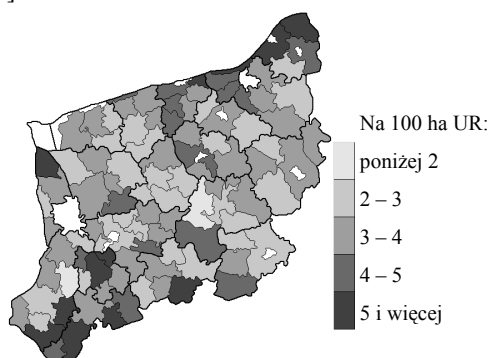 ]
Na 100 ha UR:
poniżej 2
2 – 3
3 – 4
4 – 5
5 i więcej